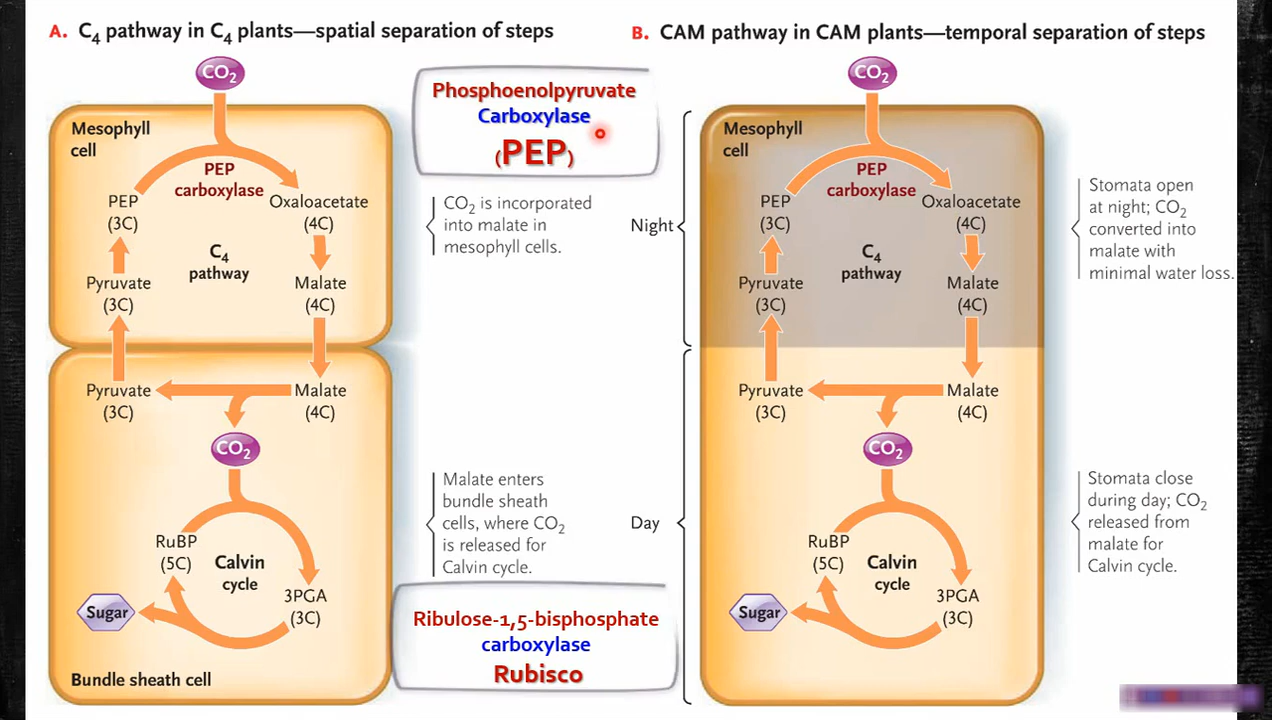 A. C₄ pathway in C₄ plants—spatial separation of steps
CO₂
Mesophyll
cell
PEP
carboxylase
PEP
(3C)
Oxaloacetate
(4C)
C₄
pathway
Pyruvate
(3C)
Malate
(4C)
Pyruvate
(3C)
Malate
(4C)
CO₂
RuBP
(5C)
Calvin
cycle
3PGA
(3C)
Sugar
Bundle sheath cell
Phosphoenolpyruvate
Carboxylase
(PEP)
CO₂ is incorporated
into malate in
mesophyll cells.
Malate enters
bundle sheath
cells, where CO₂
is released for
Calvin cycle.
Ribulose-1,5-bisphosphate
carboxylase
Rubisco
B. CAM pathway in CAM plants—temporal separation of steps
CO₂
Mesophyll
cell
PEP
carboxylase
PEP
(3C)
Oxaloacetate
(4C)
Night
C₄
pathway
Pyruvate
(3C)
Malate
(4C)
Pyruvate
(3C)
Malate
(4C)
CO₂
Day
RuBP
(5C)
Calvin
cycle
3PGA
(3C)
Sugar
Stomata open
at night; CO₂
converted into
malate with
minimal water loss.
Stomata close
during day; CO₂
released from
malate for
Calvin cycle.